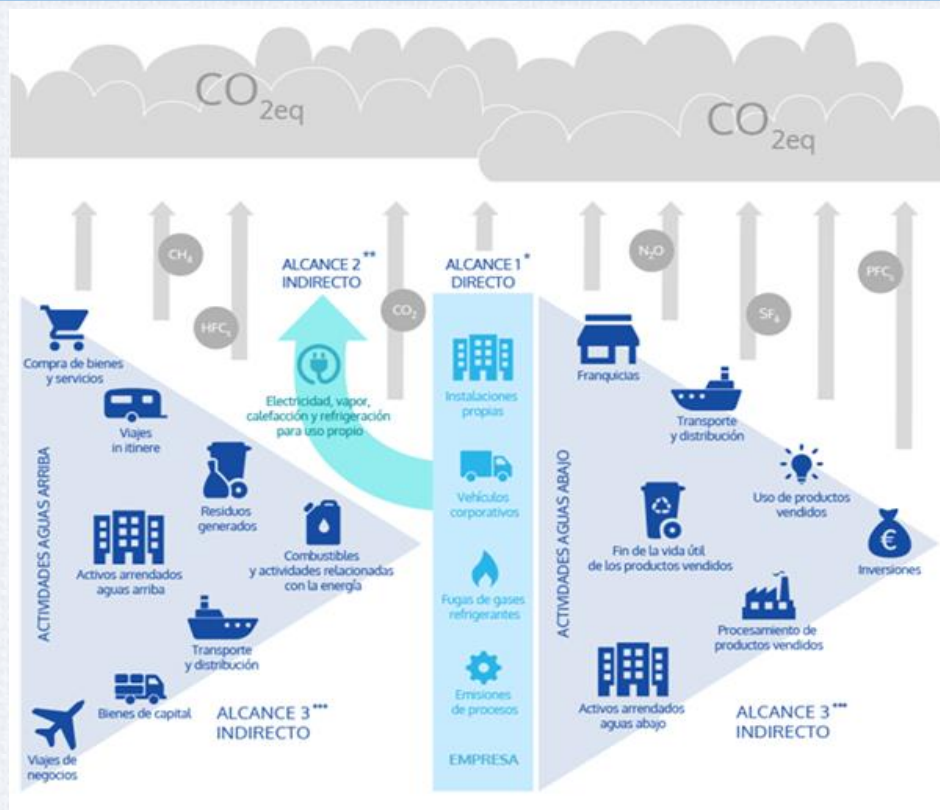 CO2eq
CO2eq
CH4
HFCs
CO2
N2O
SF6
PFCs
ALCANCE 2 **
INDIRECTO
Electricidad, vapor,
calefacción y refrigeración
para uso propio
ALCANCE 1 *
DIRECTO
Instalaciones
propias
Vehículos
corporativos
Fugas de gases
refrigerantes
Emisiones
de procesos
EMPRESA
ACTIVIDADES AGUAS ARRIBA
Compra de bienes
y servicios
Viajes
in itinere
Residuos
generados
Activos arrendados
aguas arriba
Combustibles
y actividades relacionadas
con la energía
Transporte
y distribución
Bienes de capital
Viajes de
negocios
ALCANCE 3 ***
INDIRECTO
ACTIVIDADES AGUAS ABAJO
Franquicias
Transporte
y distribución
Uso de productos
vendidos
Fin de la vida útil
de los productos vendidos
Inversiones
€
Procesamiento de
productos vendidos
Activos arrendados
aguas abajo
ALCANCE 3 ***
INDIRECTO